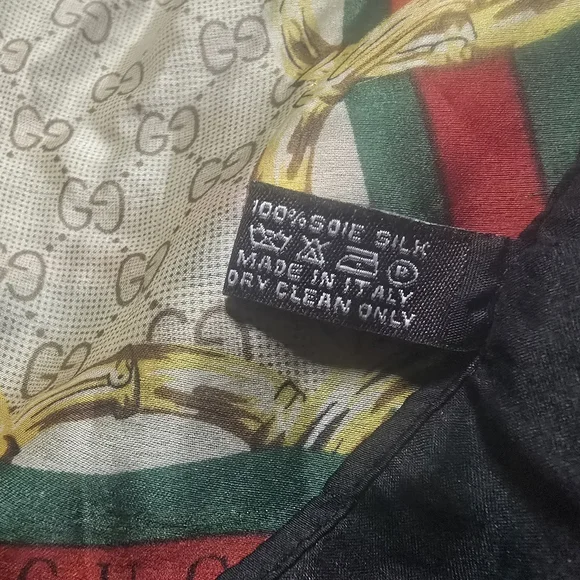 100% SOIE SILK
MADE IN ITALY
DRY CLEAN ONLY